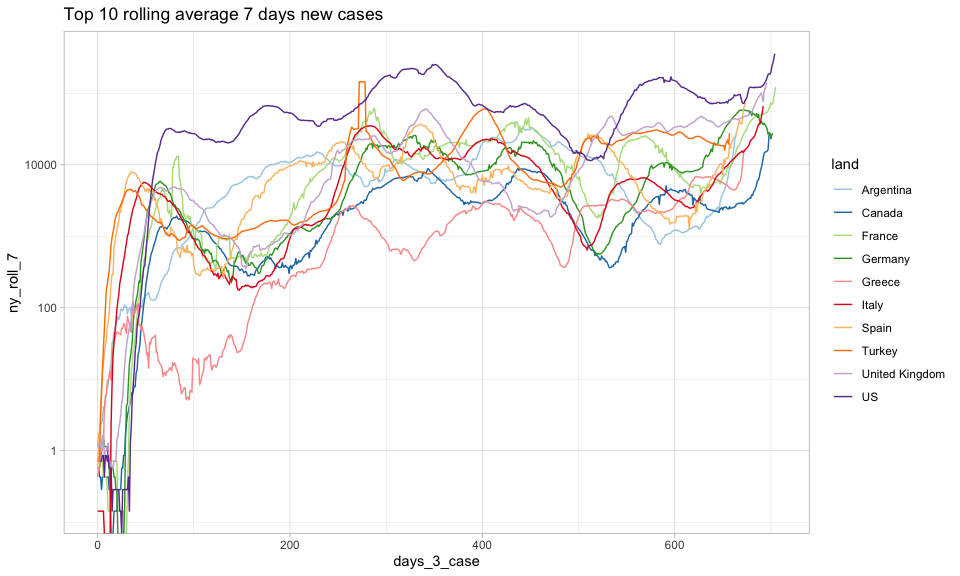 Top 10 rolling average 7 days new cases
ny_roll_7
10000
100
1
0
200
400
600
days_3_case
land
Argentina
Canada
France
Germany
Greece
Italy
Spain
Turkey
United Kingdom
US